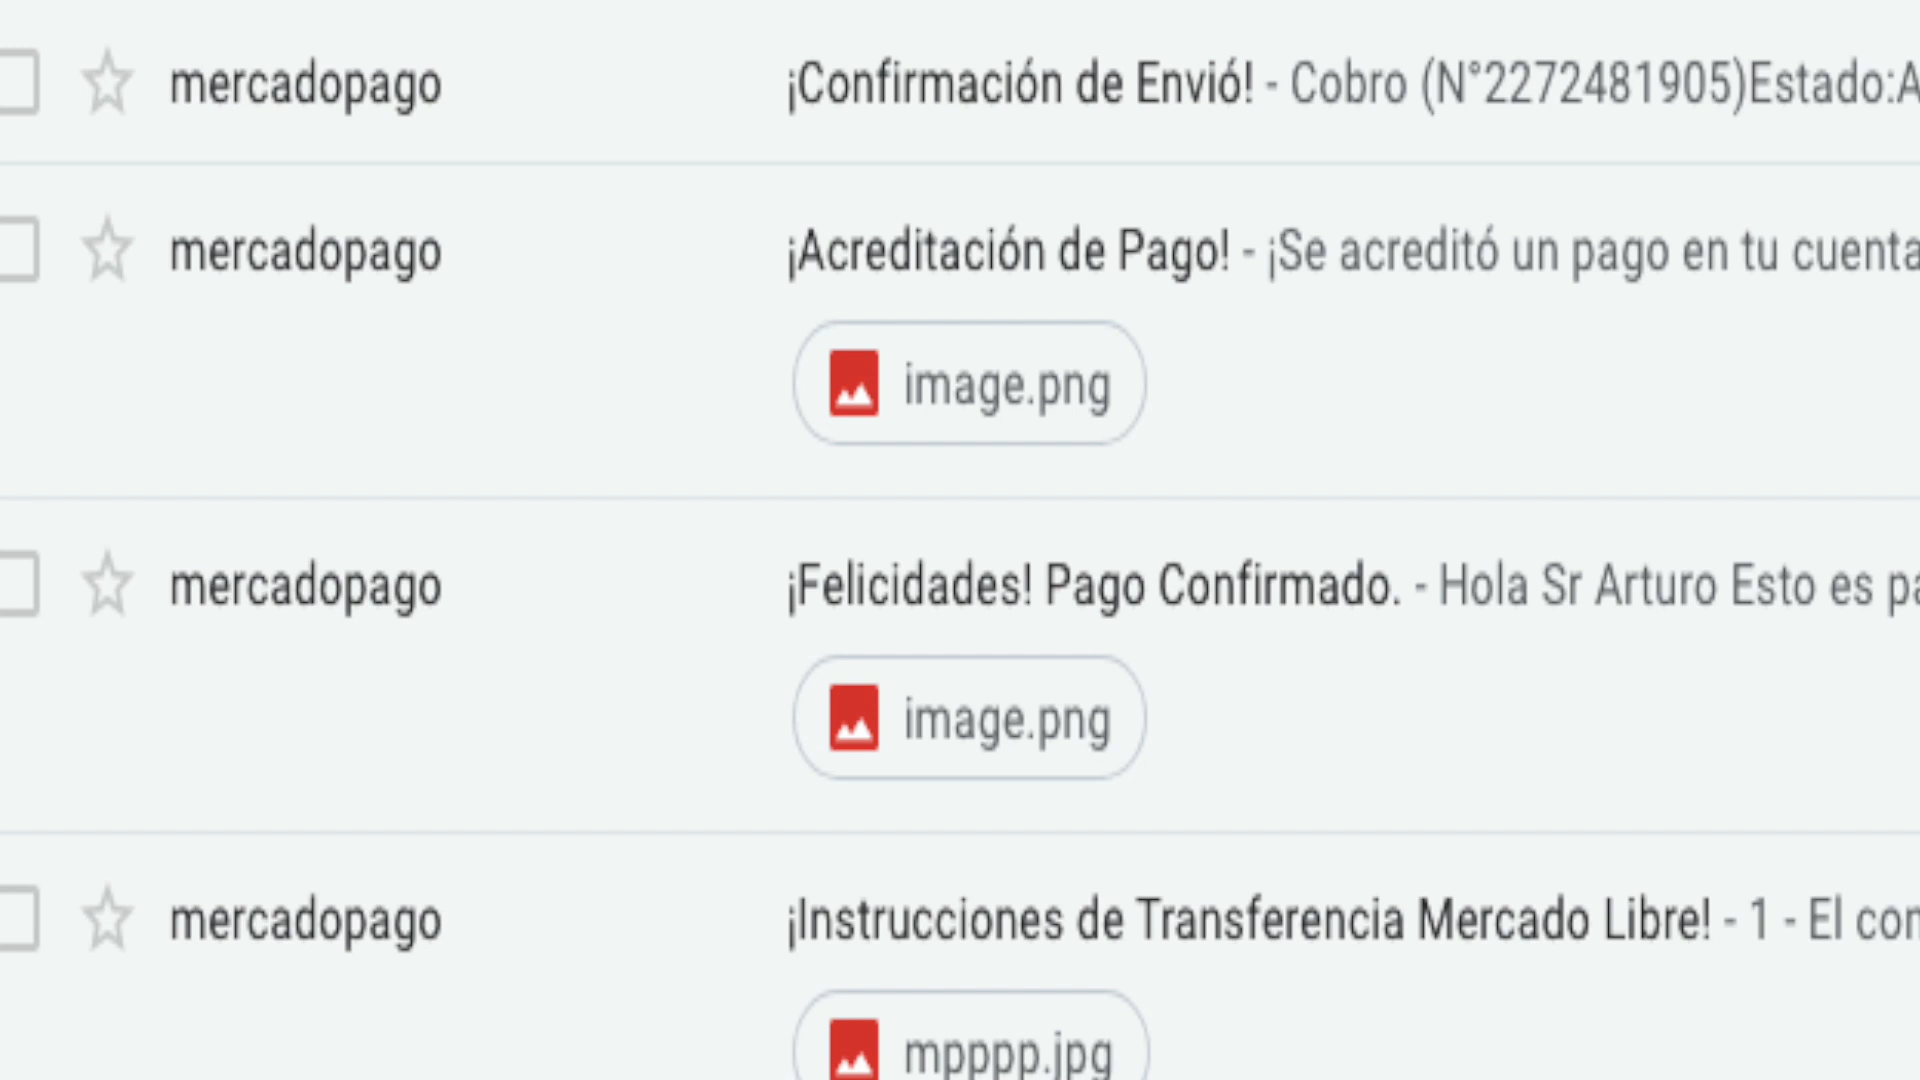 mercadopago ¡Confirmación de Envió! - Cobro (N°2272481905)Estado:A
mercadopago ¡Acreditación de Pago! - ¡Se acreditó un pago en tu cuenta
image.png
mercadopago ¡Felicidades! Pago Confirmado. - Hola Sr Arturo Esto es pa
image.png
mercadopago ¡Instrucciones de Transferencia Mercado Libre! - 1 - El com
mpppp.jpg